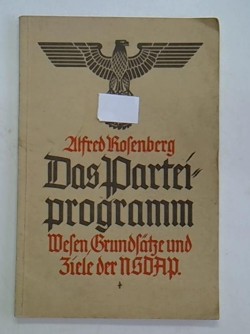 Alfred Rosenberg
Das Partei-
programm
Wesen, Grundsätze und
Ziele der NSDAP.